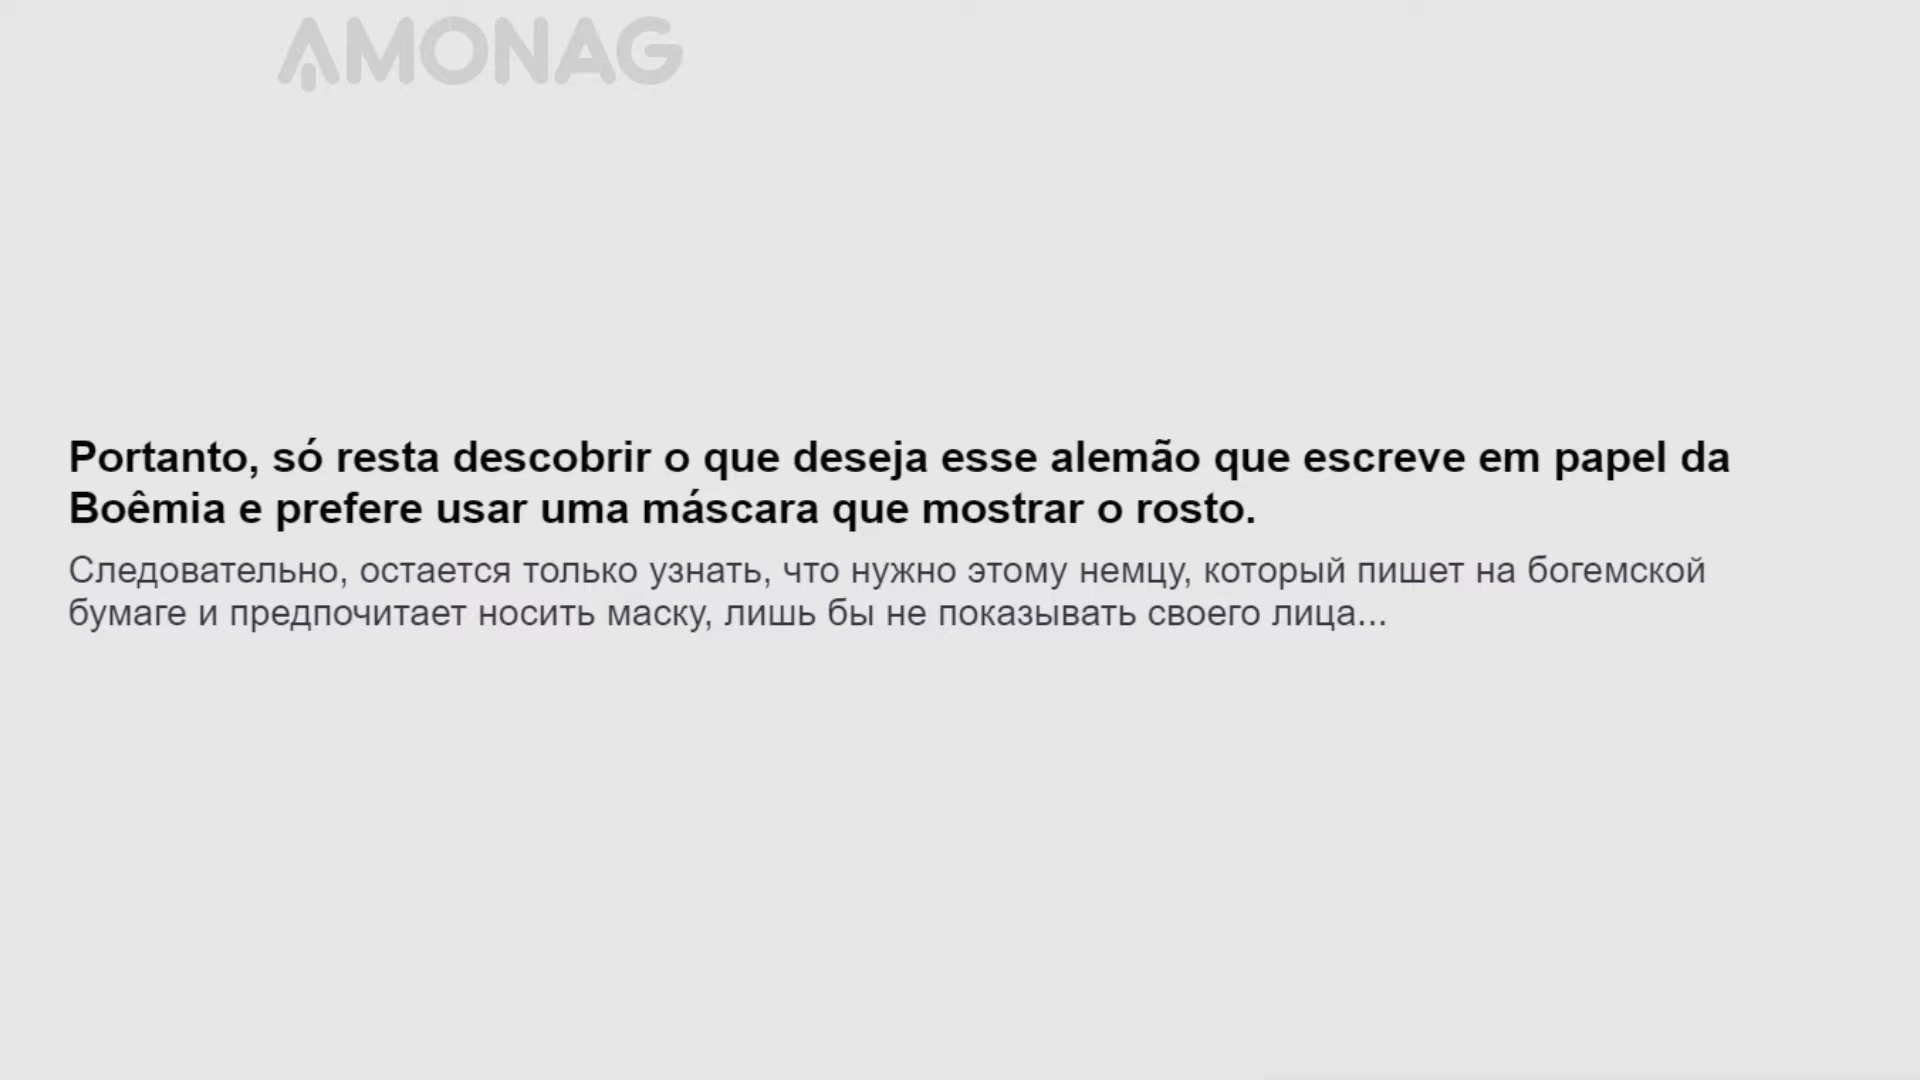 AMONAG
Portanto, só resta descobrir o que deseja esse alemão que escreve em papel da
Boêmia e prefere usar uma máscara que mostrar o rosto.
Следовательно, остается только узнать, что нужно этому немцу, который пишет на богемской
бумаге и предпочитает носить маску, лишь бы не показывать своего лица...